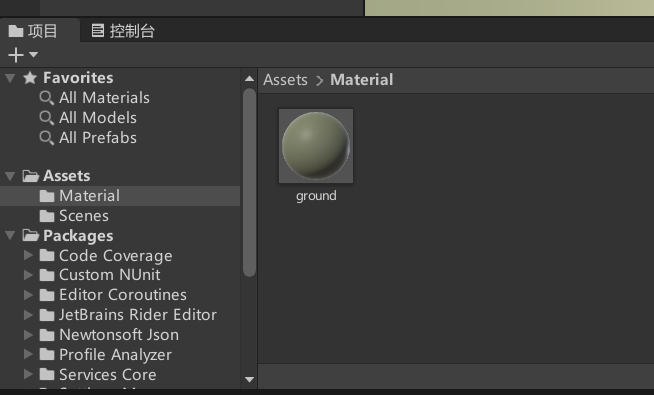 项目
控制台
Favorites
All Materials
All Models
All Prefabs
Assets
Material
Scenes
Packages
Code Coverage
Custom NUnit
Editor Coroutines
JetBrains Rider Editor
Newtonsoft Json
Profile Analyzer
Services Core
Assets > Material
ground